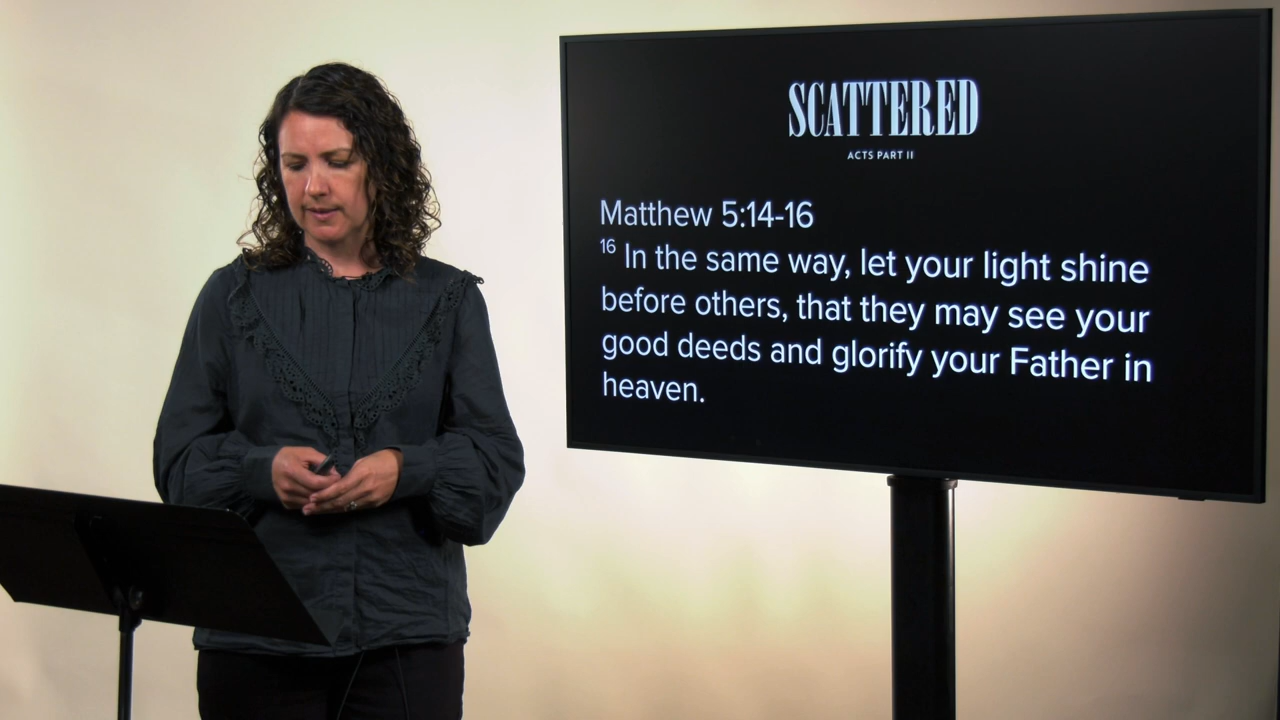 SCATTERED
ACTS PART II
Matthew 5:14-16
16 In the same way, let your light shine
before others, that they may see your
good deeds and glorify your Father in
heaven.